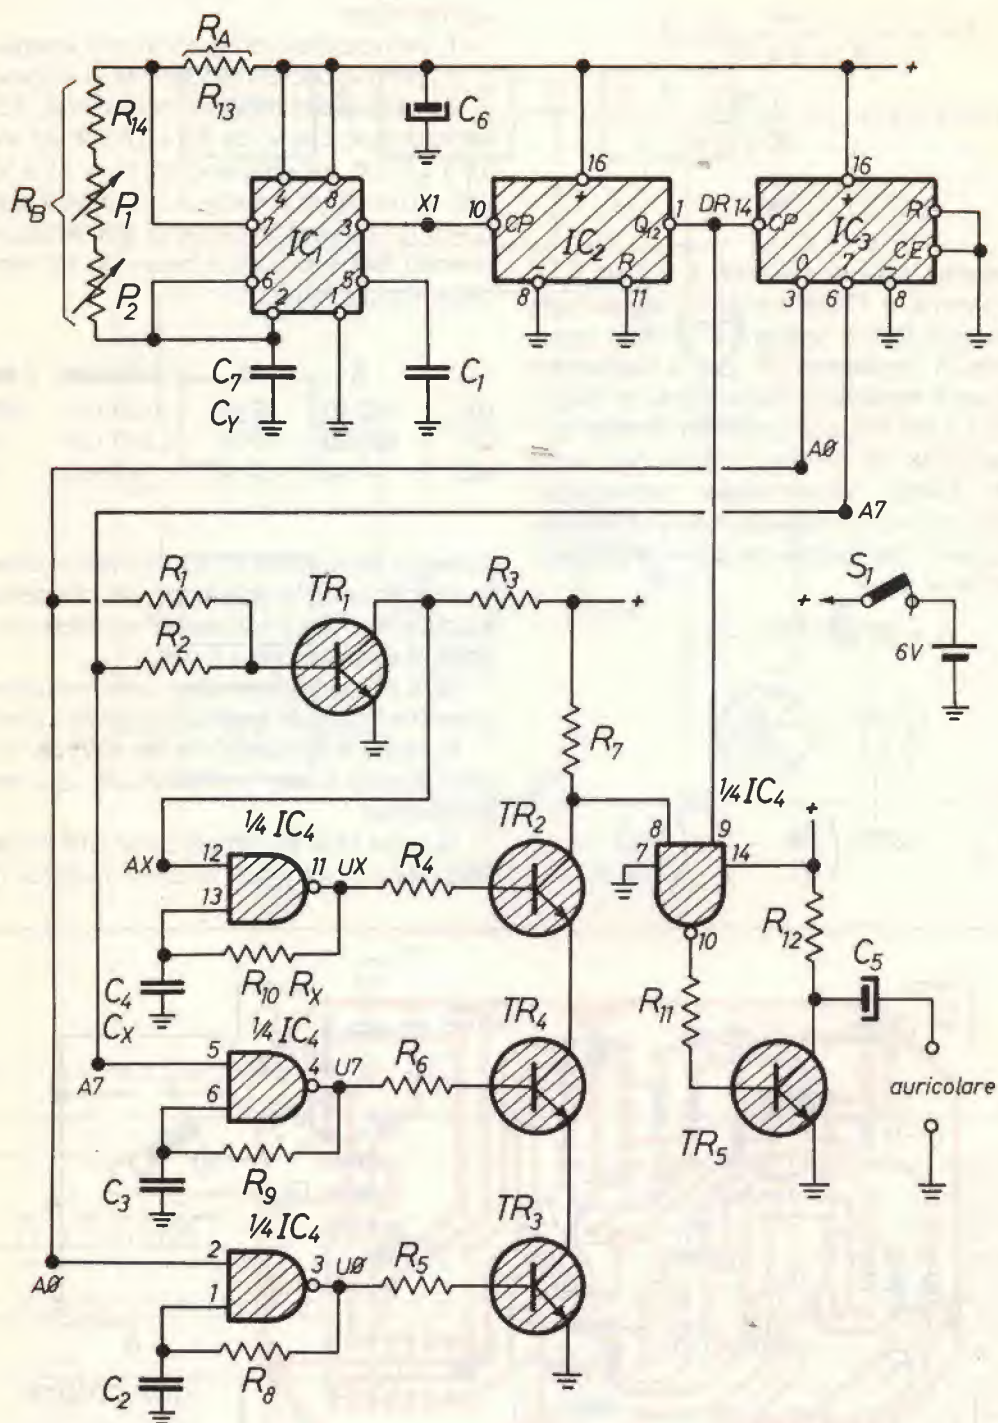 R_A
R_13
R_14
P_1
P_2
R_B
C_6
4 8
7 IC_1 3
6 5
2 1
X1
16
+
10 CP IC_2 Q_12 1
- R
8 11
DR 14
16
+
CP IC_3 R
CE
0 7 -
3 6 8
+
C_7
C_Y
C_1
AØ
A7
R_1
R_2
TR_1
R_3
+
S_1
+
6V
R_7
¼ IC_4
AX 12
13
11 UX
R_4
TR_2
R_10 R_X
C_4
C_X
¼ IC_4
8 9
7 14
10
+
R_12
C_5
R_11
TR_5
auricolare
¼ IC_4
A7 5
6
4 U7
R_6
TR_4
R_9
C_3
¼ IC_4
AØ 2
1
3 UØ
R_5
TR_3
R_8
C_2